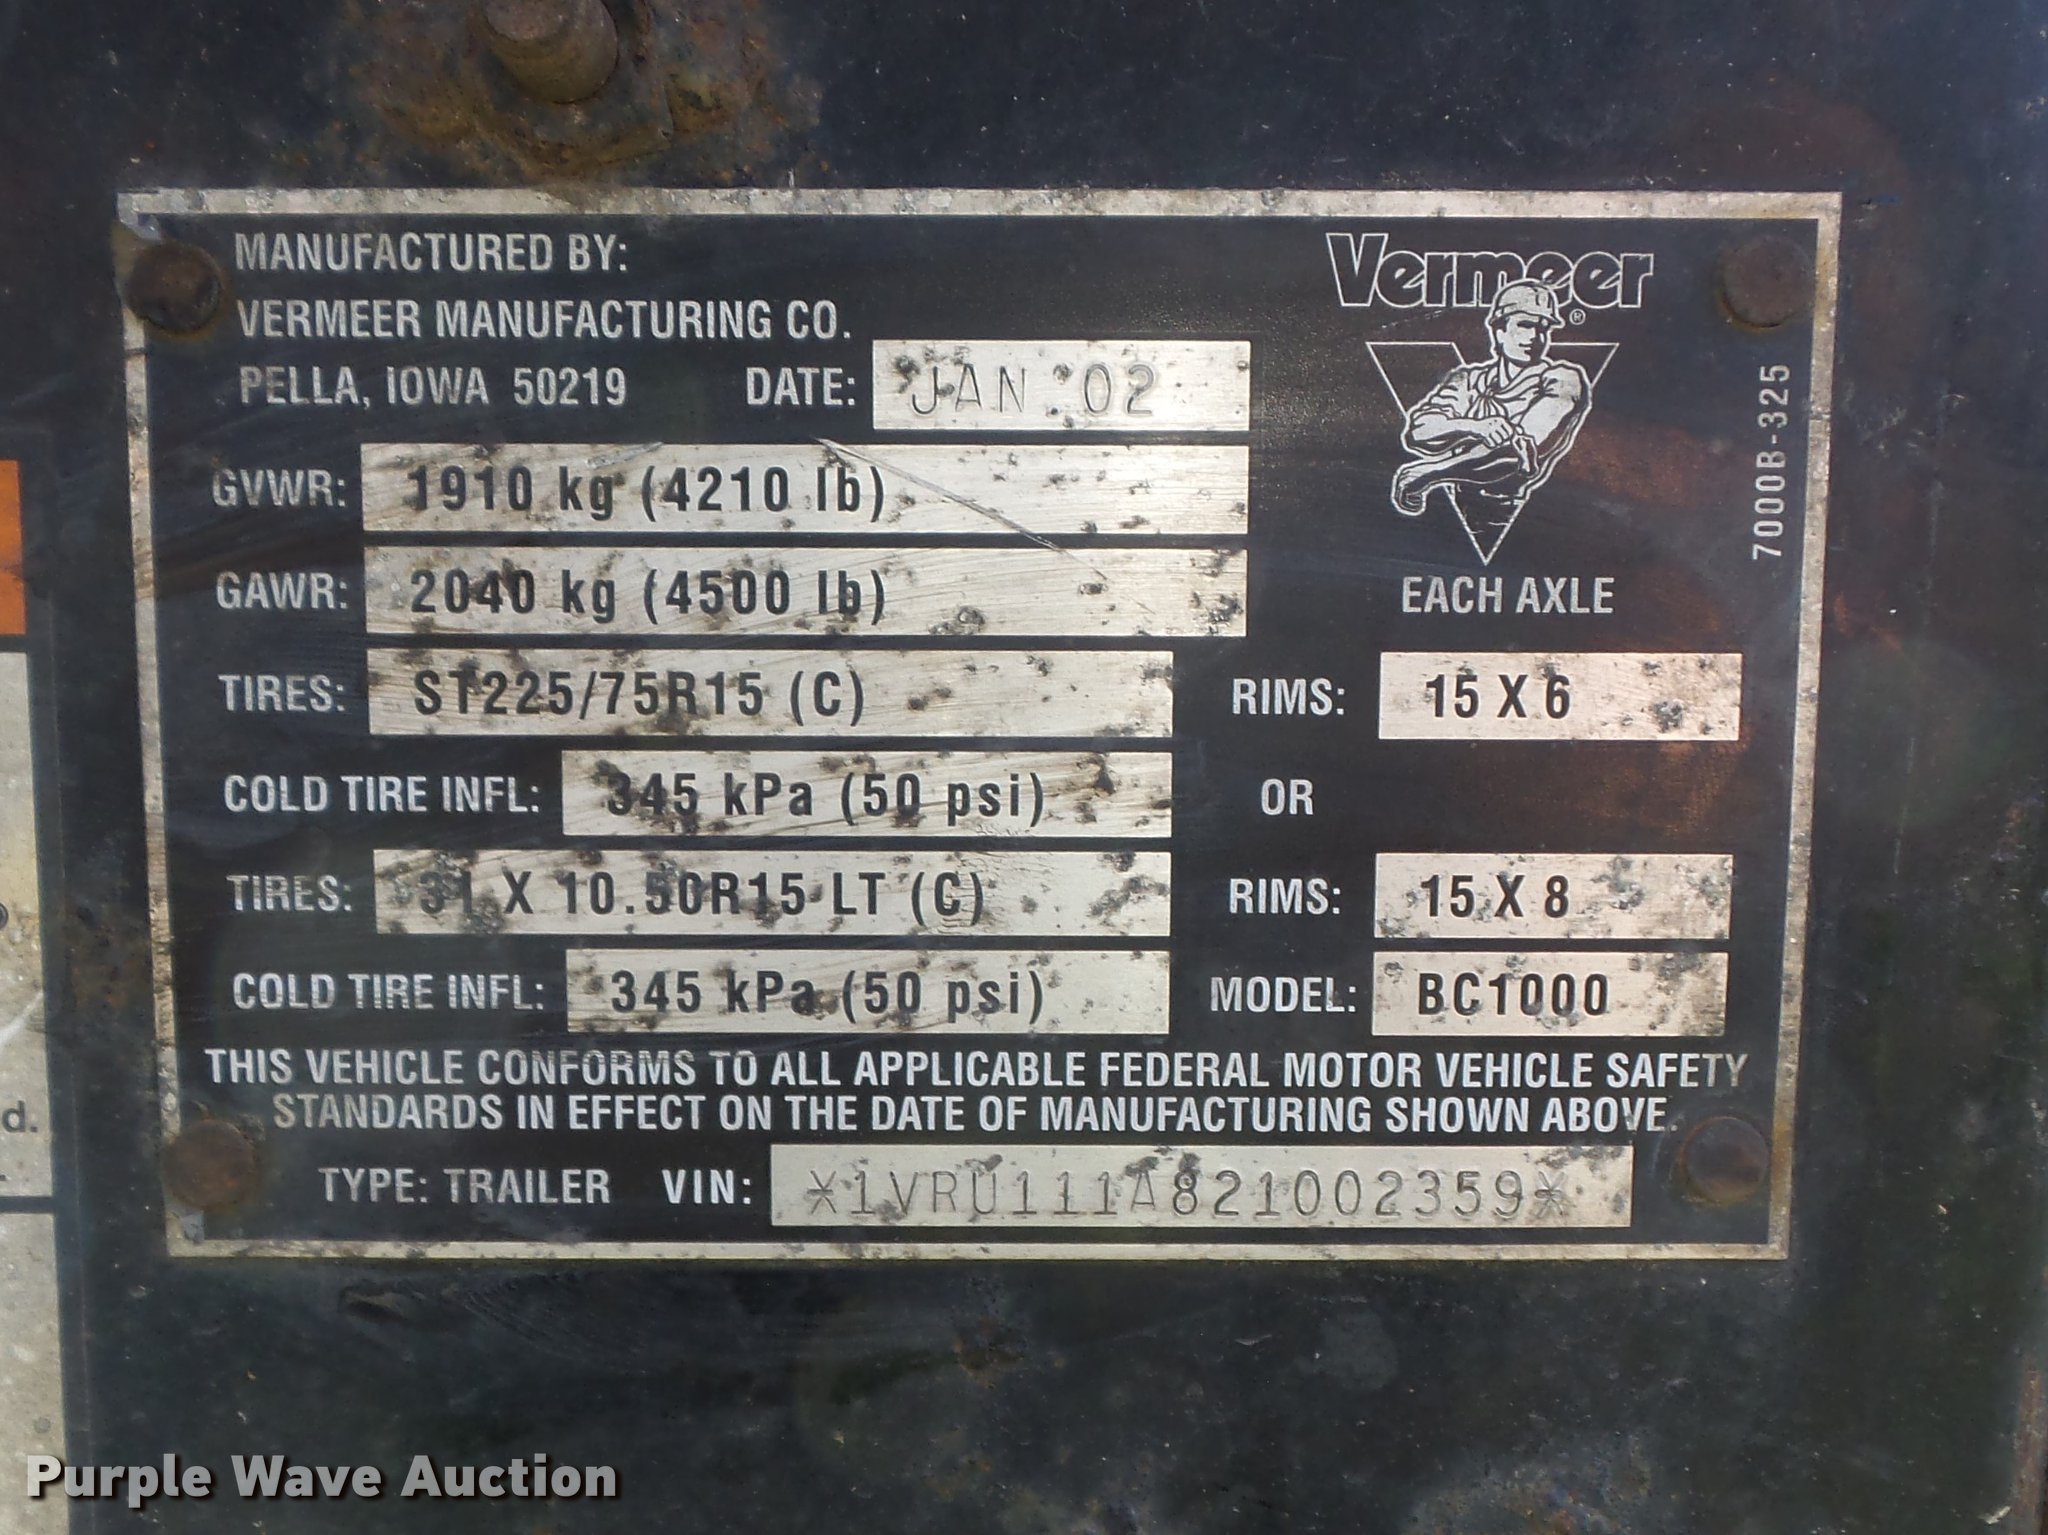 MANUFACTURED BY:
VERMEER MANUFACTURING CO.
PELLA, IOWA 50219 DATE: JAN 02
Vermeer®
7000B-325
GVWR: 1910 kg (4210 lb)
GAWR: 2040 kg (4500 lb) EACH AXLE
TIRES: ST225/75R15 (C) RIMS: 15 X 6
COLD TIRE INFL: 345 kPa (50 psi) OR
TIRES: 31 X 10.50R15 LT (C) RIMS: 15 X 8
COLD TIRE INFL: 345 kPa (50 psi) MODEL: BC1000
THIS VEHICLE CONFORMS TO ALL APPLICABLE FEDERAL MOTOR VEHICLE SAFETY
STANDARDS IN EFFECT ON THE DATE OF MANUFACTURING SHOWN ABOVE.
TYPE: TRAILER VIN: *1VRU111A821002359*
d.
Purple Wave Auction